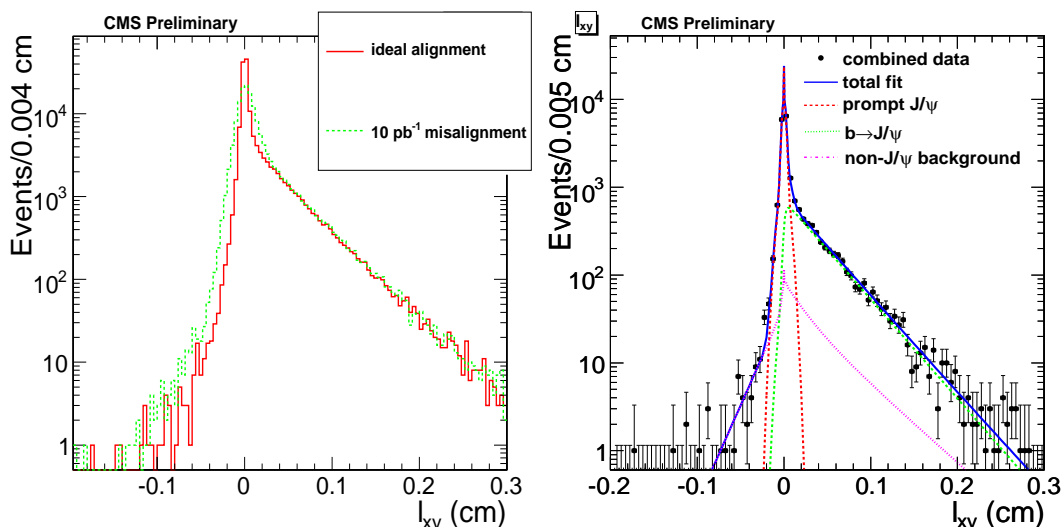 CMS Preliminary
ideal alignment
10 pb⁻¹ misalignment
Events/0.004 cm
10⁴
10³
10²
10
1
-0.1 0 0.1 0.2 0.3
l_xy (cm)
l_xy
CMS Preliminary
combined data
total fit
prompt J/ψ
b→J/ψ
non-J/ψ background
Events/0.005 cm
10⁴
10³
10²
10
1
-0.2 -0.1 0 0.1 0.2 0.3
l_xy (cm)